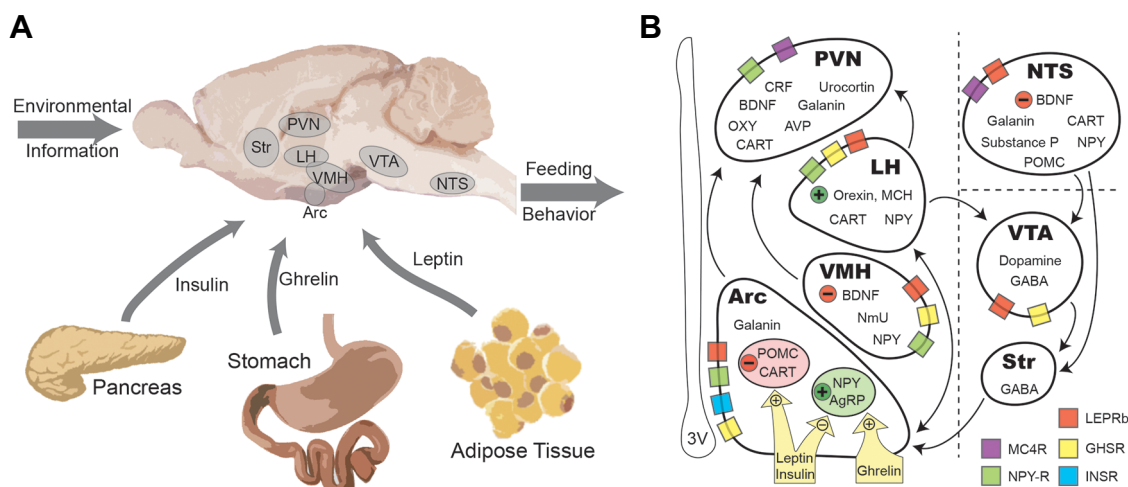 A
Environmental
Information
PVN
Str
LH
VMH
VTA
NTS
Arc
Feeding
Behavior
Insulin
Ghrelin
Leptin
Pancreas
Stomach
Adipose Tissue
B
PVN
CRF Urocortin
BDNF Galanin
OXY AVP
CART
NTS
− BDNF
Galanin CART
Substance P NPY
POMC
LH
+ Orexin, MCH
CART NPY
VTA
Dopamine
GABA
VMH
− BDNF
NmU
NPY
Arc
Galanin
− POMC
CART
+ NPY
AgRP
+ − +
Leptin
Insulin
Ghrelin
3V
Str
GABA
LEPRb
MC4R GHSR
NPY-R INSR